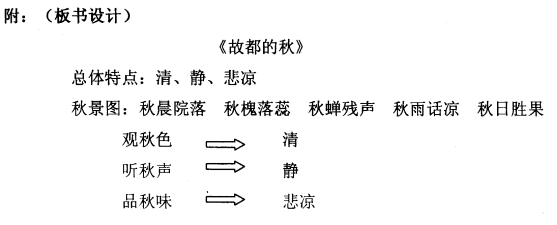 附：（板书设计）
《故都的秋》
总体特点：清、静、悲凉
秋景图：秋晨院落 秋槐落蕊 秋蝉残声 秋雨话凉 秋日胜果
观秋色 ⇨ 清
听秋声 ⇨ 静
品秋味 ⇨ 悲凉